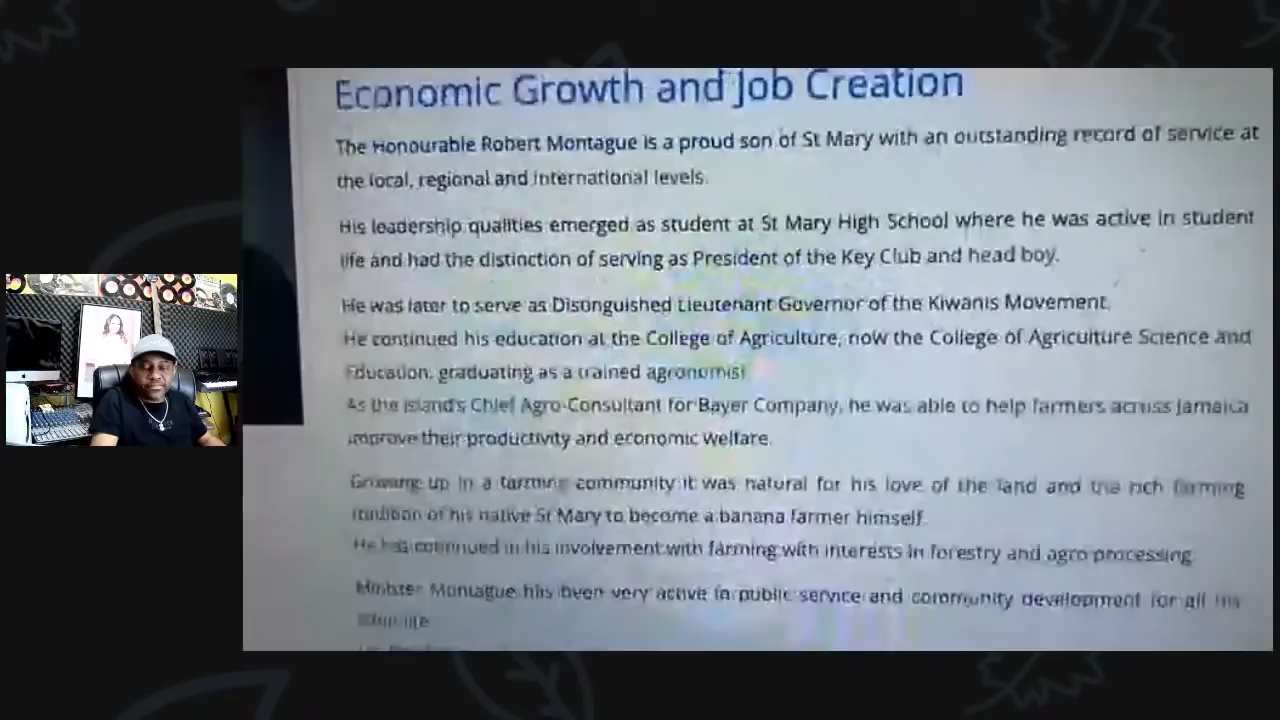 Economic Growth and Job Creation
The Honourable Robert Montague is a proud son of St Mary with an outstanding record of service at
the local, regional and international levels.
His leadership qualities emerged as student at St Mary High School where he was active in student
life and had the distinction of serving as President of the Key Club and head boy.
He was later to serve as Distinguished Lieutenant Governor of the Kiwanis Movement.
He continued his education at the College of Agriculture, now the College of Agriculture Science and
Education, graduating as a trained agronomist
As the island's Chief Agro-Consultant for Bayer Company, he was able to help farmers across Jamaica
improve their productivity and economic welfare.
Growing up in a farming community it was natural for his love of the land and the rich farming
tradition of his native St Mary to become a banana farmer himself.
He has continued in his involvement with farming with interests in forestry and agro processing.
Minister Montague has been very active in public service and community development for all his
life